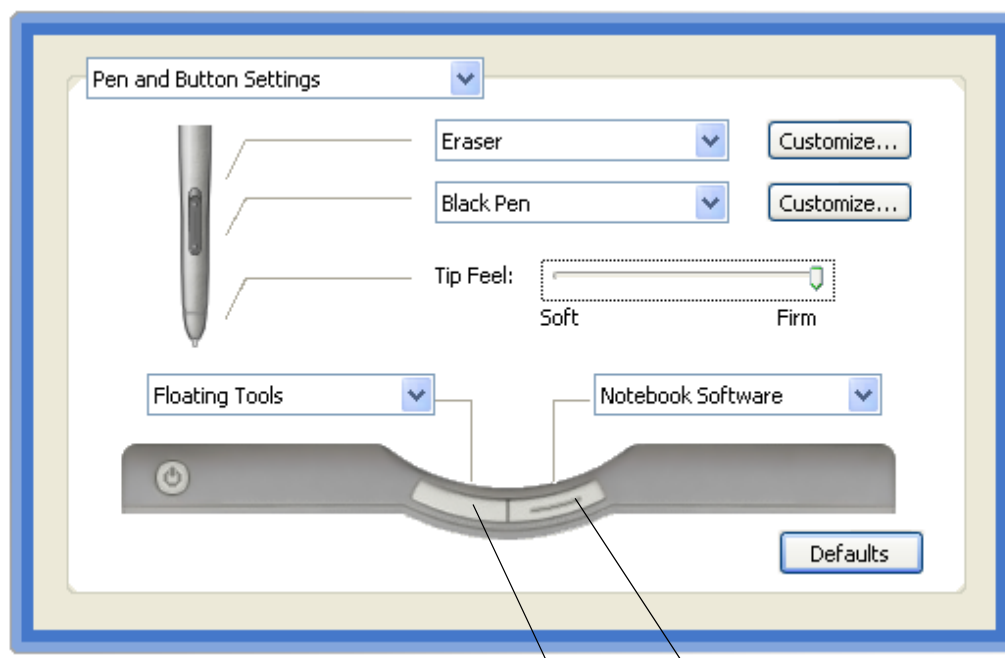 Pen and Button Settings
Eraser
Customize...
Black Pen
Customize...
Tip Feel:
Soft
Firm
Floating Tools
Notebook Software
Defaults